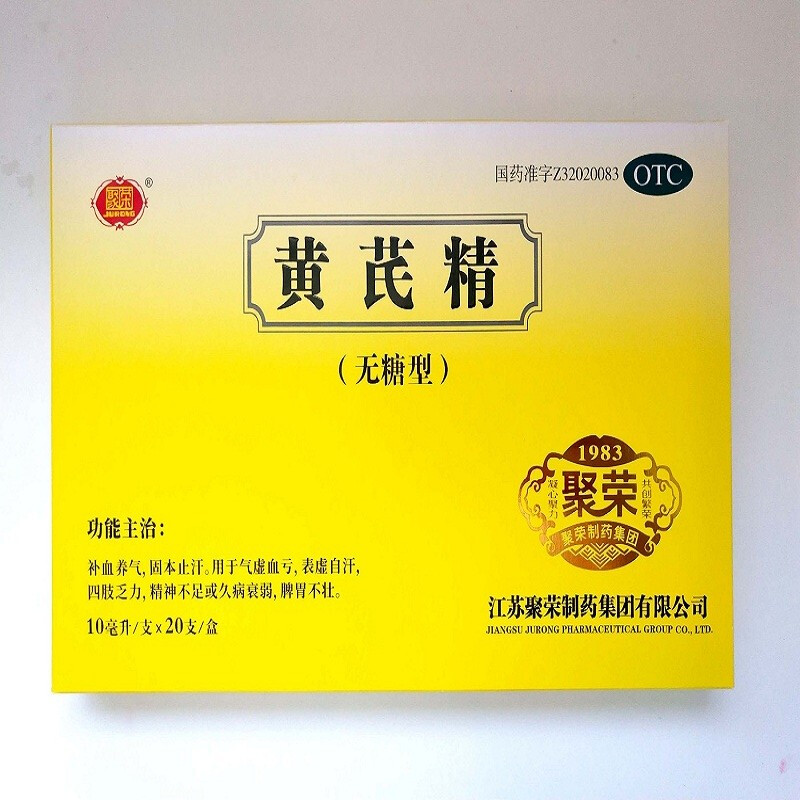 国药准字Z32020083 OTC
聚荣 ®
JURONG
黄芪精
（无糖型）
1983
凝心聚力 聚荣 共创繁荣
聚荣制药集团
功能主治：
补血养气，固本止汗。用于气虚血亏，表虚自汗，
四肢乏力，精神不足或久病衰弱，脾胃不壮。
10毫升/支x20支/盒
江苏聚荣制药集团有限公司
JIANGSU JURONG PHARMACEUTICAL GROUP CO., LTD.